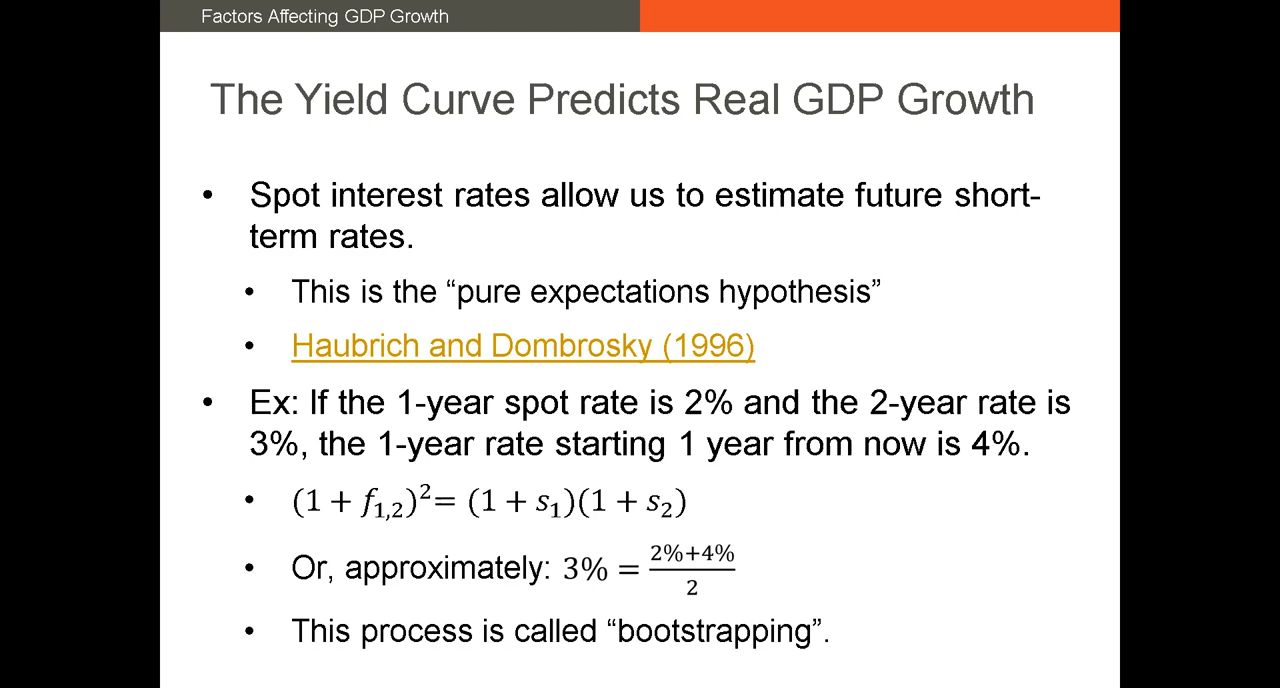 Factors Affecting GDP Growth
The Yield Curve Predicts Real GDP Growth
• Spot interest rates allow us to estimate future short-
term rates.
• This is the “pure expectations hypothesis”
• Haubrich and Dombrosky (1996)
• Ex: If the 1-year spot rate is 2% and the 2-year rate is
3%, the 1-year rate starting 1 year from now is 4%.
• (1 + f₁,₂)²= (1 + s₁)(1 + s₂)
• Or, approximately: 3% = (2%+4%)/2
• This process is called “bootstrapping”.